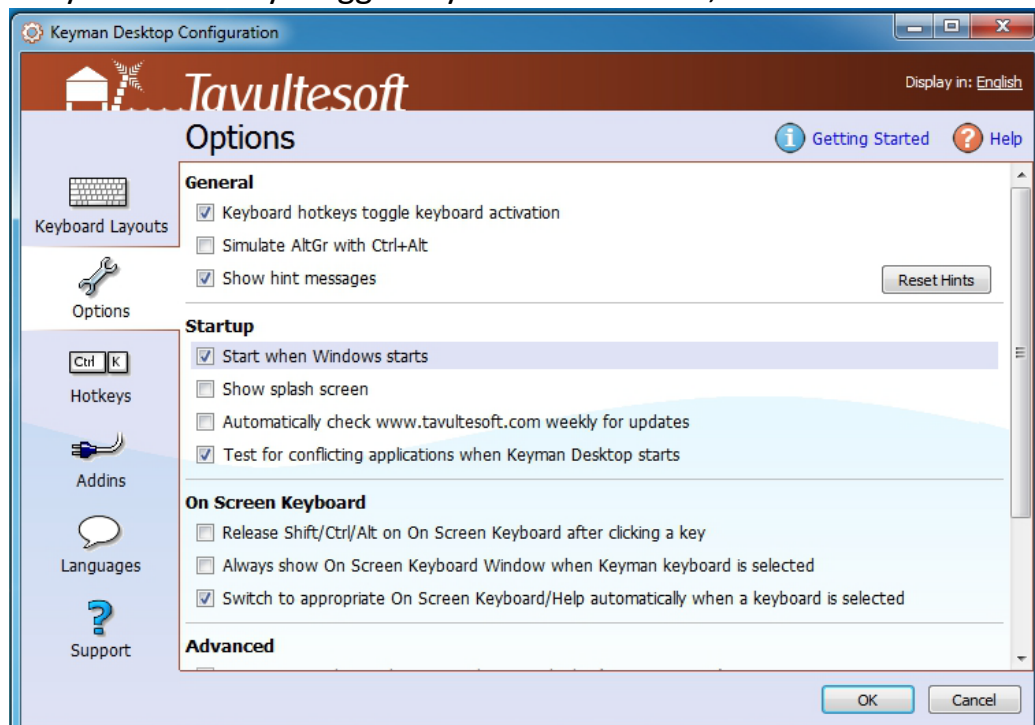 Keyman Desktop Configuration
Tavultesoft
Display in: English
Options
Getting Started
Help
Keyboard Layouts
Options
Ctrl K
Hotkeys
Addins
Languages
Support
General
Keyboard hotkeys toggle keyboard activation
Simulate AltGr with Ctrl+Alt
Show hint messages
Reset Hints
Startup
Start when Windows starts
Show splash screen
Automatically check www.tavultesoft.com weekly for updates
Test for conflicting applications when Keyman Desktop starts
On Screen Keyboard
Release Shift/Ctrl/Alt on On Screen Keyboard after clicking a key
Always show On Screen Keyboard Window when Keyman keyboard is selected
Switch to appropriate On Screen Keyboard/Help automatically when a keyboard is selected
Advanced
OK
Cancel